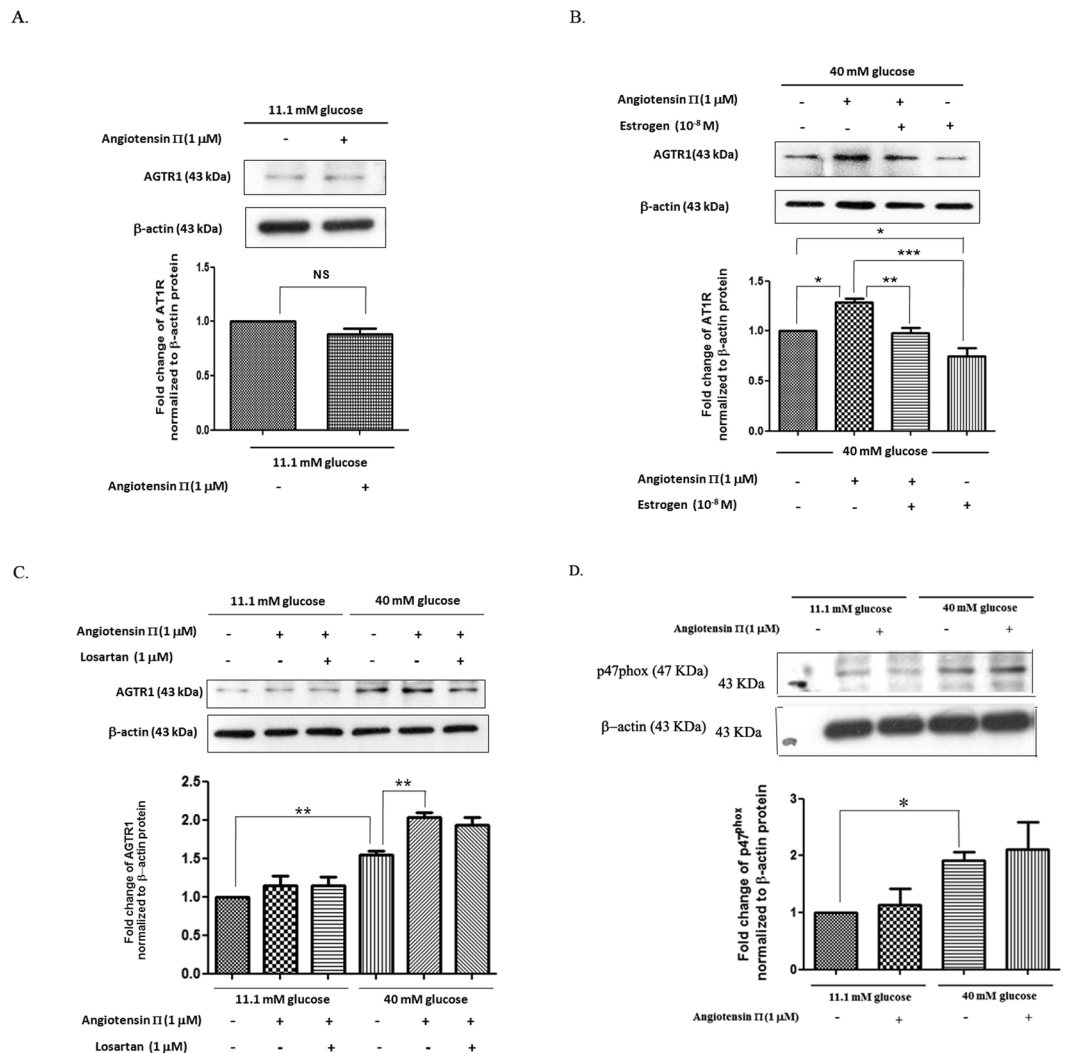 A.
11.1 mM glucose
Angiotensin Π(1 μM) - +
AGTR1 (43 kDa)
β-actin (43 kDa)
Fold change of AT1R
normalized to β-actin protein
1.5
1.0
0.5
0.0
NS
11.1 mM glucose
Angiotensin Π(1 μM) - +
B.
40 mM glucose
Angiotensin Π(1 μM) - + + -
Estrogen (10⁻⁸ M) - - + +
AGTR1(43 kDa)
β-actin (43 kDa)
Fold change of AT1R
normalized to β-actin protein
1.5
1.0
0.5
0.0
*
***
* **
40 mM glucose
Angiotensin Π(1 μM) - + + -
Estrogen (10⁻⁸ M) - - + +
C.
11.1 mM glucose 40 mM glucose
Angiotensin Π(1 μM) - + + - + +
Losartan (1 μM) - - + - - +
AGTR1 (43 kDa)
β-actin (43 kDa)
Fold change of AGTR1
normalized to β-actin protein
2.5
2.0
1.5
1.0
0.5
0.0
** **
11.1 mM glucose 40 mM glucose
Angiotensin Π(1 μM) - + + - + +
Losartan (1 μM) - - + - - +
D.
11.1 mM glucose 40 mM glucose
Angiotensin Π(1 μM) - + - +
p47phox (47 KDa) 43 KDa
β-actin (43 KDa) 43 KDa
Fold change of p47ᵖʰᵒˣ
normalized to β-actin protein
3
2
1
0
*
11.1 mM glucose 40 mM glucose
Angiotensin Π(1 μM) - + - +